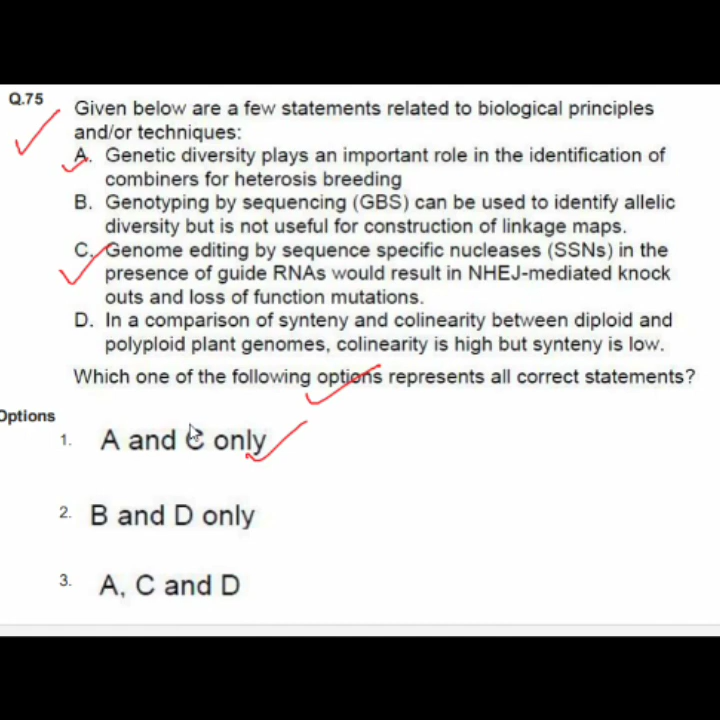 Q.75
Given below are a few statements related to biological principles
and/or techniques:
A. Genetic diversity plays an important role in the identification of
combiners for heterosis breeding
B. Genotyping by sequencing (GBS) can be used to identify allelic
diversity but is not useful for construction of linkage maps.
C. Genome editing by sequence specific nucleases (SSNs) in the
presence of guide RNAs would result in NHEJ-mediated knock
outs and loss of function mutations.
D. In a comparison of synteny and colinearity between diploid and
polyploid plant genomes, colinearity is high but synteny is low.
Which one of the following options represents all correct statements?
Options
1. A and C only
2. B and D only
3. A, C and D